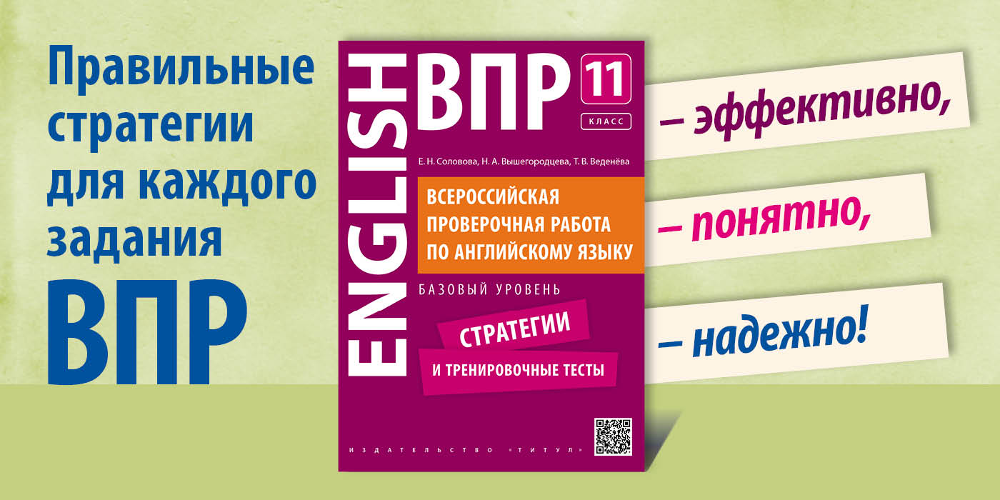 Правильные
стратегии
для каждого
задания
ВПР
ENGLISH
ВПР
11
КЛАСС
Е. Н. Соловова, Н. А. Вышегородцева, Т. В. Веденёва
ВСЕРОССИЙСКАЯ
ПРОВЕРОЧНАЯ РАБОТА
ПО АНГЛИЙСКОМУ ЯЗЫКУ
БАЗОВЫЙ УРОВЕНЬ
СТРАТЕГИИ
И ТРЕНИРОВОЧНЫЕ ТЕСТЫ
ИЗДАТЕЛЬСТВО «ТИТУЛ»
– эффективно,
– понятно,
– надежно!